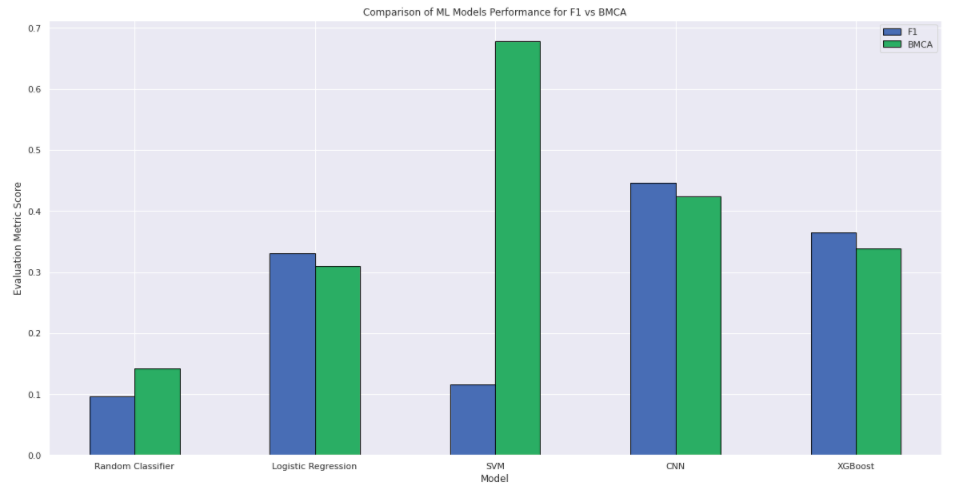 Comparison of ML Models Performance for F1 vs BMCA
F1
BMCA
Evaluation Metric Score
0.7
0.6
0.5
0.4
0.3
0.2
0.1
0.0
Random Classifier
Logistic Regression
SVM
CNN
XGBoost
Model